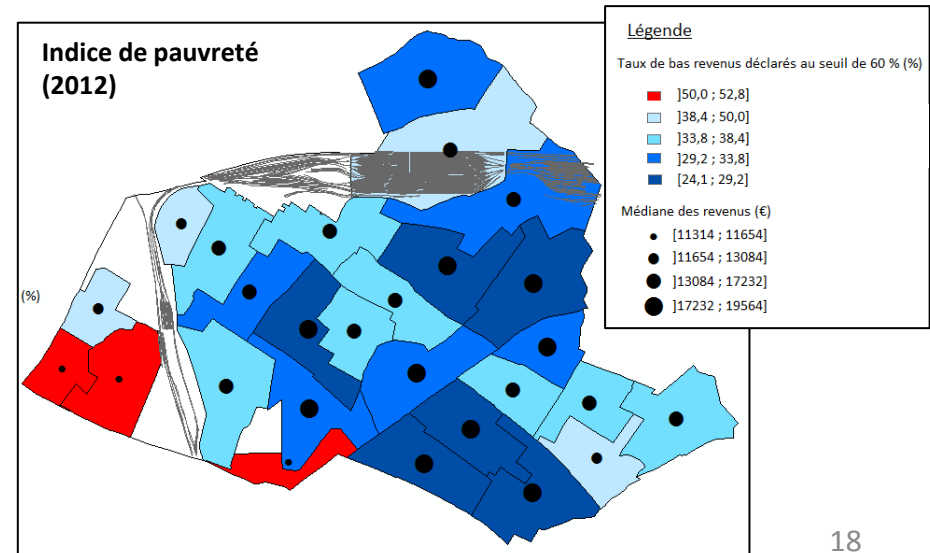 Indice de pauvreté
(2012)
(%)
Légende
Taux de bas revenus déclarés au seuil de 60 % (%)
]50,0 ; 52,8]
]38,4 ; 50,0]
]33,8 ; 38,4]
]29,2 ; 33,8]
[24,1 ; 29,2]
Médiane des revenus (€)
[11314 ; 11654]
]11654 ; 13084]
]13084 ; 17232]
]17232 ; 19564]
18